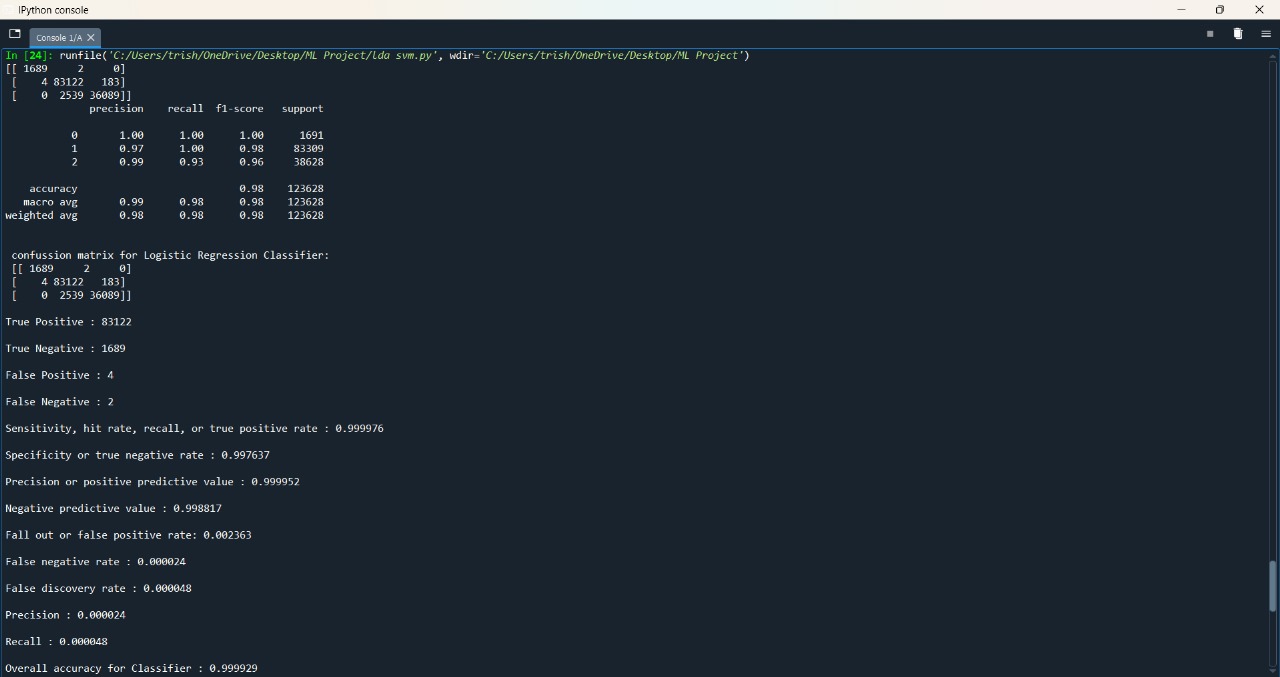 IPython console
Console 1/A
In [24]: runfile('C:/Users/trish/OneDrive/Desktop/ML Project/lda svm.py', wdir='C:/Users/trish/OneDrive/Desktop/ML Project')
[[ 1689     2     0]
 [    4 83122   183]
 [    0  2539 36089]]
              precision    recall  f1-score   support
           0       1.00      1.00      1.00      1691
           1       0.97      1.00      0.98     83309
           2       0.99      0.93      0.96     38628
    accuracy                           0.98    123628
   macro avg       0.99      0.98      0.98    123628
weighted avg       0.98      0.98      0.98    123628
 confussion matrix for Logistic Regression Classifier:
 [[ 1689     2     0]
 [    4 83122   183]
 [    0  2539 36089]]
True Positive : 83122
True Negative : 1689
False Positive : 4
False Negative : 2
Sensitivity, hit rate, recall, or true positive rate : 0.999976
Specificity or true negative rate : 0.997637
Precision or positive predictive value : 0.999952
Negative predictive value : 0.998817
Fall out or false positive rate: 0.002363
False negative rate : 0.000024
False discovery rate : 0.000048
Precision : 0.000024
Recall : 0.000048
Overall accuracy for Classifier : 0.999929